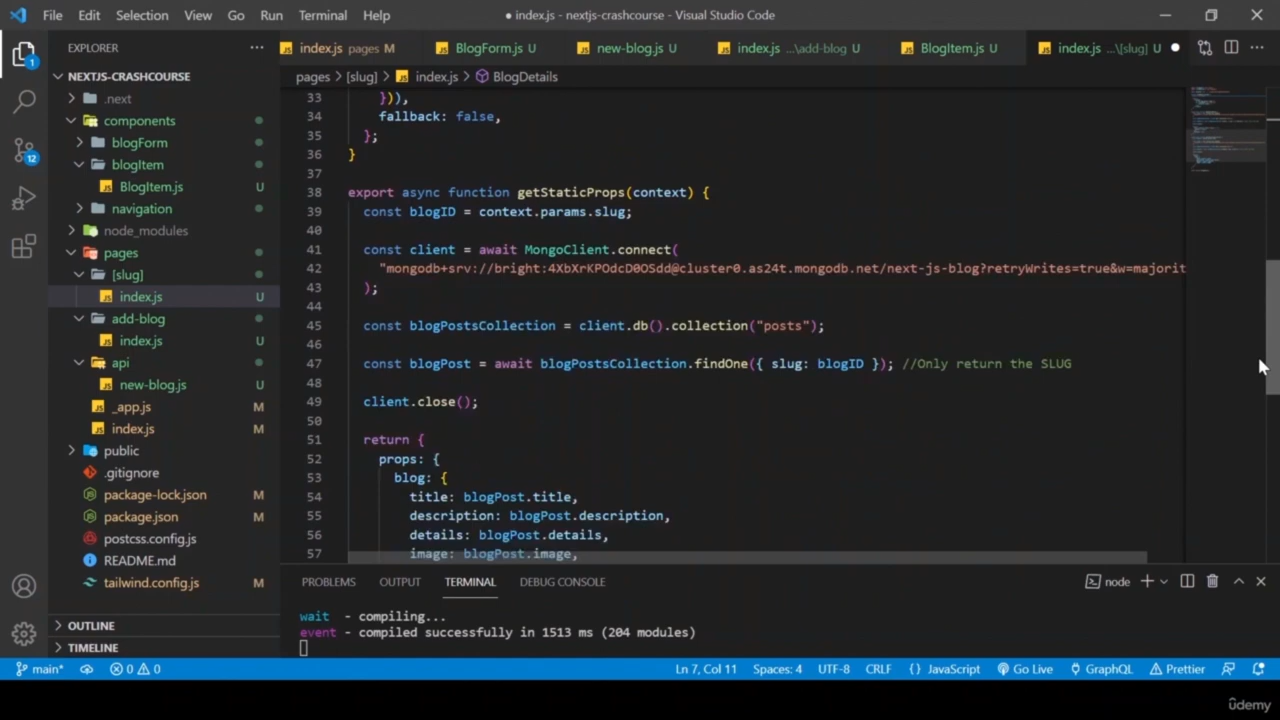 File Edit Selection View Go Run Terminal Help
● index.js - nextjs-crashcourse - Visual Studio Code
EXPLORER
index.js pages M
BlogForm.js U
new-blog.js U
index.js ...\add-blog U
BlogItem.js U
index.js ...\[slug] U
NEXTJS-CRASHCOURSE
pages > [slug] > index.js > BlogDetails
.next
components
blogForm
blogItem
BlogItem.js U
navigation
node_modules
pages
[slug]
index.js U
add-blog
index.js U
api
new-blog.js U
_app.js M
index.js M
public
.gitignore
package-lock.json M
package.json M
postcss.config.js
README.md
tailwind.config.js M
OUTLINE
TIMELINE
1
12
33 })),
34 fallback: false,
35 };
36 }
37
38 export async function getStaticProps(context) {
39 const blogID = context.params.slug;
40
41 const client = await MongoClient.connect(
42 "mongodb+srv://bright:4XbXrKPOdcD0OSdd@cluster0.as24t.mongodb.net/next-js-blog?retryWrites=true&w=majorit
43 );
44
45 const blogPostsCollection = client.db().collection("posts");
46
47 const blogPost = await blogPostsCollection.findOne({ slug: blogID }); //Only return the SLUG
48
49 client.close();
50
51 return {
52 props: {
53 blog: {
54 title: blogPost.title,
55 description: blogPost.description,
56 details: blogPost.details,
57 image: blogPost.image,
PROBLEMS OUTPUT TERMINAL DEBUG CONSOLE
node
wait - compiling...
event - compiled successfully in 1513 ms (204 modules)
main* 0 0
Ln 7, Col 11 Spaces: 4 UTF-8 CRLF {} JavaScript Go Live GraphQL Prettier
ûdemy